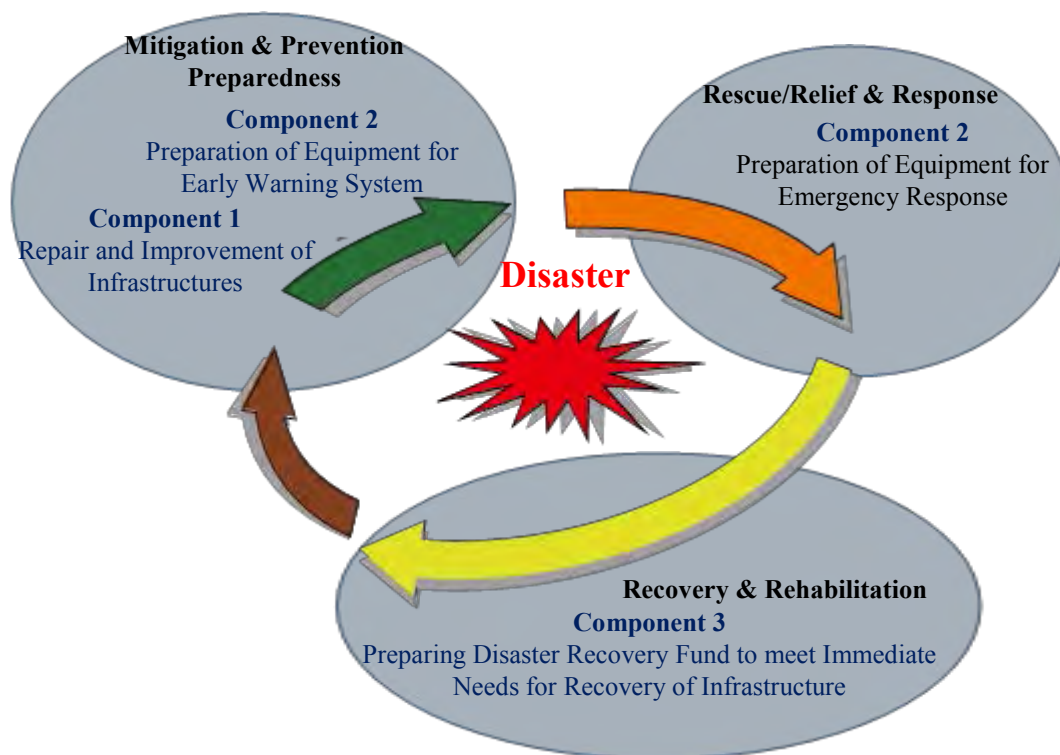 Mitigation & Prevention
Preparedness
Component 2
Preparation of Equipment for
Early Warning System
Component 1
Repair and Improvement of
Infrastructures
Rescue/Relief & Response
Component 2
Preparation of Equipment for
Emergency Response
Disaster
Recovery & Rehabilitation
Component 3
Preparing Disaster Recovery Fund to meet Immediate
Needs for Recovery of Infrastructure